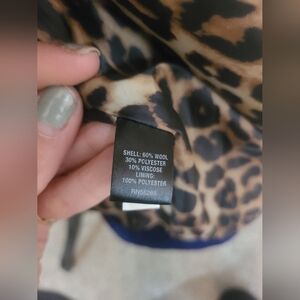 SHELL: 60% WOOL
30% POLYESTER
10% VISCOSE
LINING:
100% POLYESTER